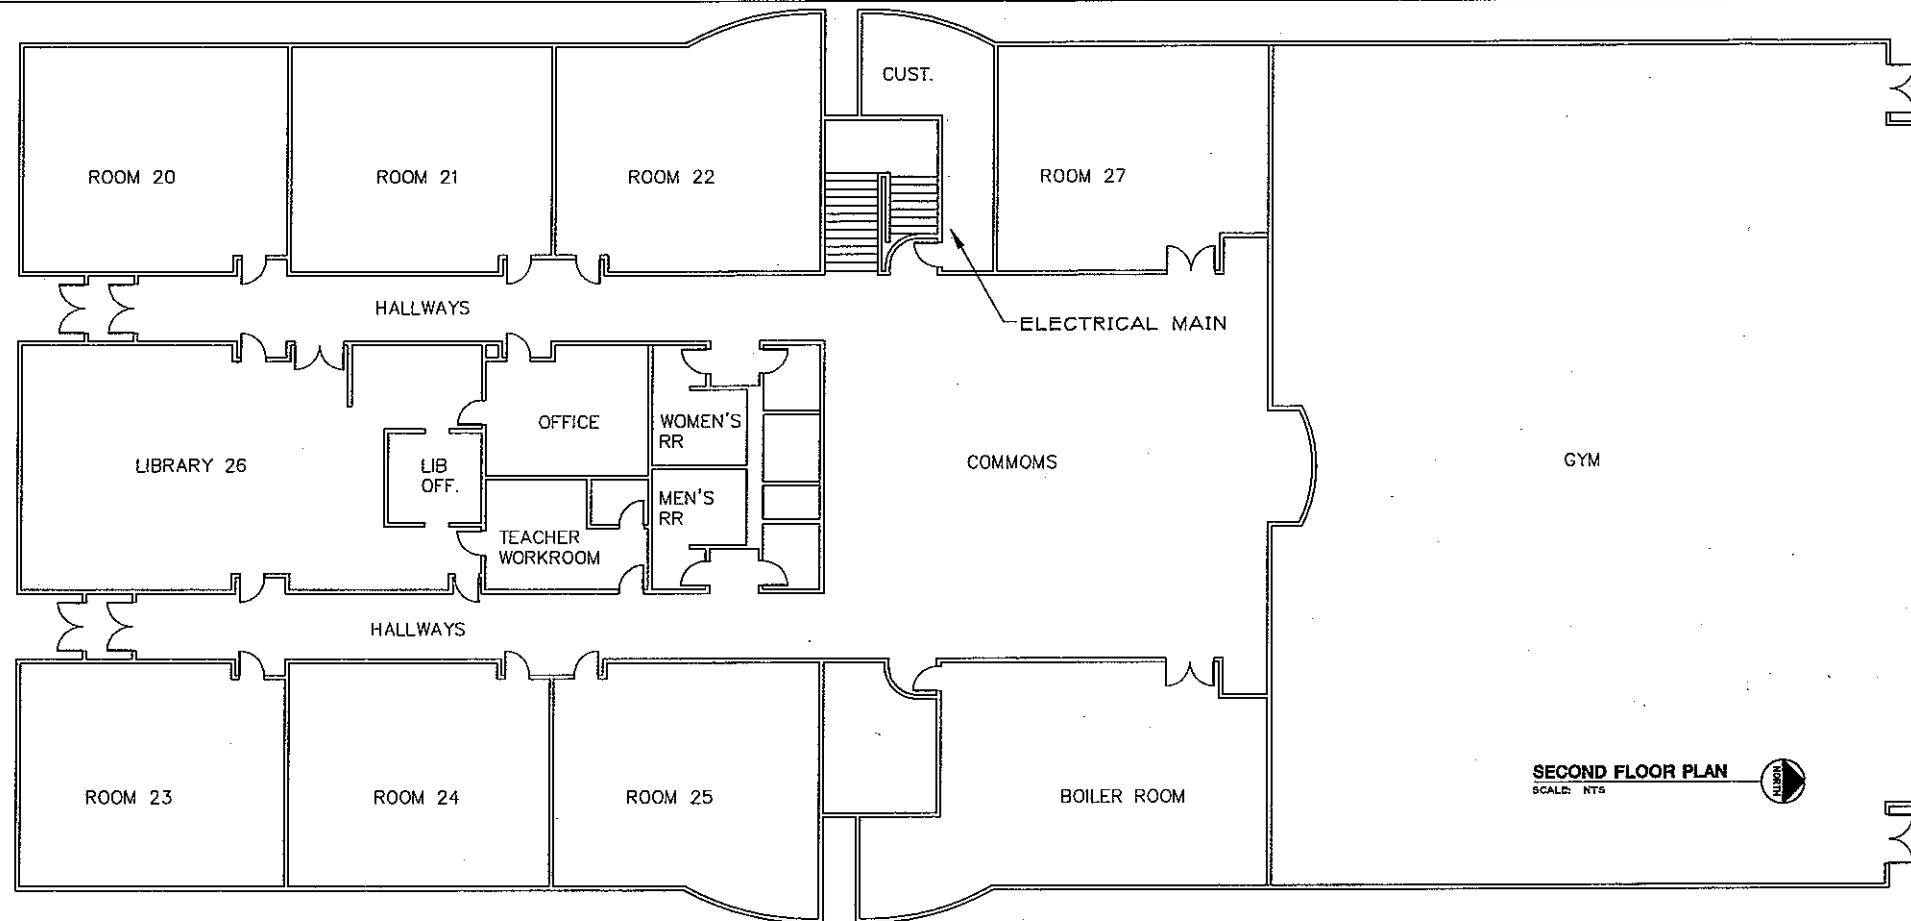 CUST.
ROOM 20
ROOM 21
ROOM 22
ROOM 27
HALLWAYS
ELECTRICAL MAIN
OFFICE
WOMEN'S
RR
LIBRARY 26
LIB
OFF.
COMMOMS
GYM
MEN'S
RR
TEACHER
WORKROOM
HALLWAYS
ROOM 23
ROOM 24
ROOM 25
BOILER ROOM
SECOND FLOOR PLAN
SCALE: NTS
NORTH